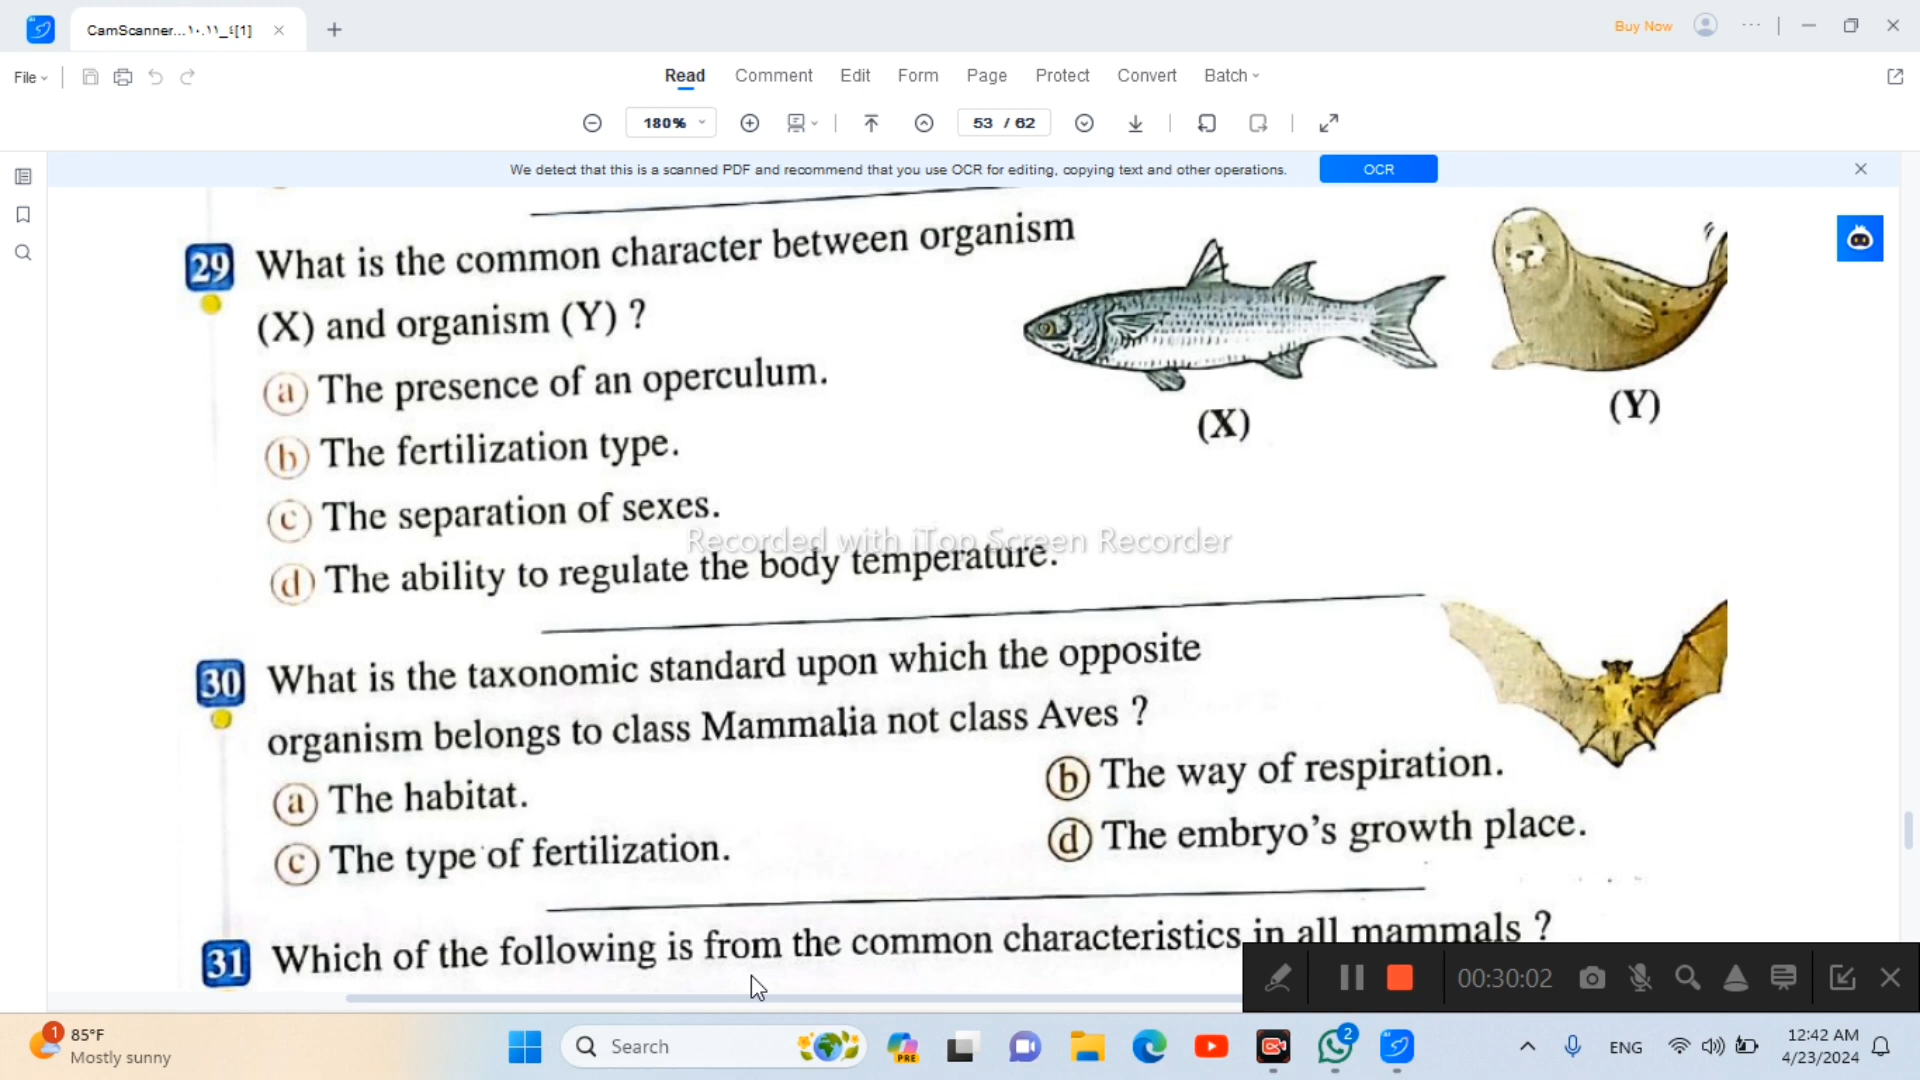 CamScanner...١٠.١١_٤[1]
Buy Now
File
Read Comment Edit Form Page Protect Convert Batch
180%
53 / 62
We detect that this is a scanned PDF and recommend that you use OCR for editing, copying text and other operations.
OCR
29 What is the common character between organism
(X) and organism (Y) ?
a The presence of an operculum.
b The fertilization type.
c The separation of sexes.
d The ability to regulate the body temperature.
(X)
(Y)
Recorded with iTop Screen Recorder
30 What is the taxonomic standard upon which the opposite
organism belongs to class Mammalia not class Aves ?
a The habitat.
b The way of respiration.
c The type of fertilization.
d The embryo's growth place.
31 Which of the following is from the common characteristics in all mammals ?
00:30:02
1
85°F
Mostly sunny
Search
PRE
2
ENG
12:42 AM
4/23/2024